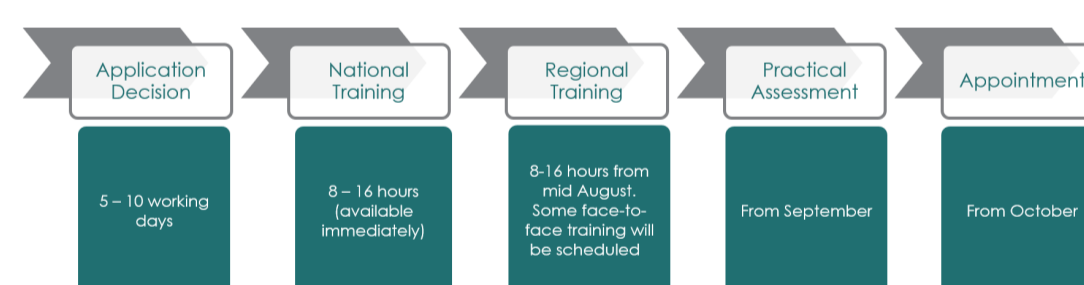 Application
Decision
National
Training
Regional
Training
Practical
Assessment
Appointment
5 – 10 working
days
8 – 16 hours
(available
immediately)
8-16 hours from
mid August.
Some face-to-
face training will
be scheduled
From September
From October